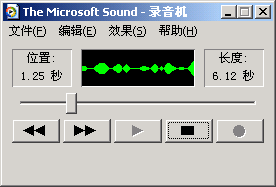 The Microsoft Sound - 录音机
文件(F) 编辑(E) 效果(S) 帮助(H)
位置: 长度:
1.25 秒 6.12 秒